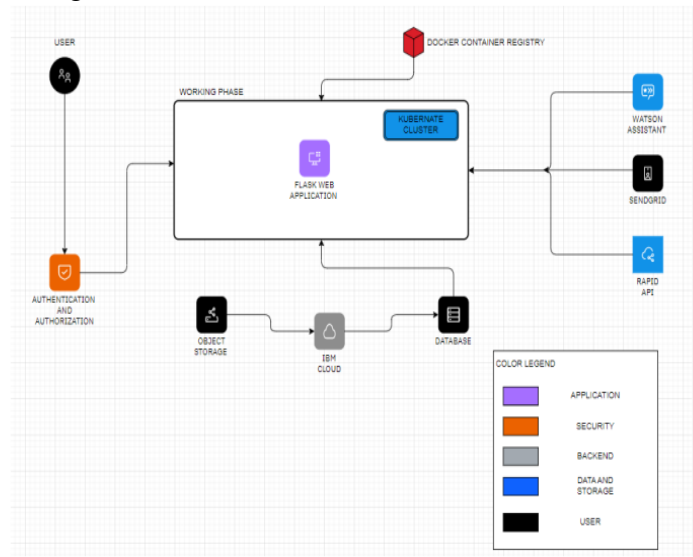 USER
DOCKER CONTAINER REGISTRY
WORKING PHASE
KUBERNATE
CLUSTER
FLASK WEB
APPLICATION
WATSON
ASSISTANT
SENDGRID
RAPID
API
AUTHENTICATION
AND
AUTHORIZATION
OBJECT
STORAGE
IBM
CLOUD
DATABASE
COLOR LEGEND
APPLICATION
SECURITY
BACKEND
DATA AND
STORAGE
USER